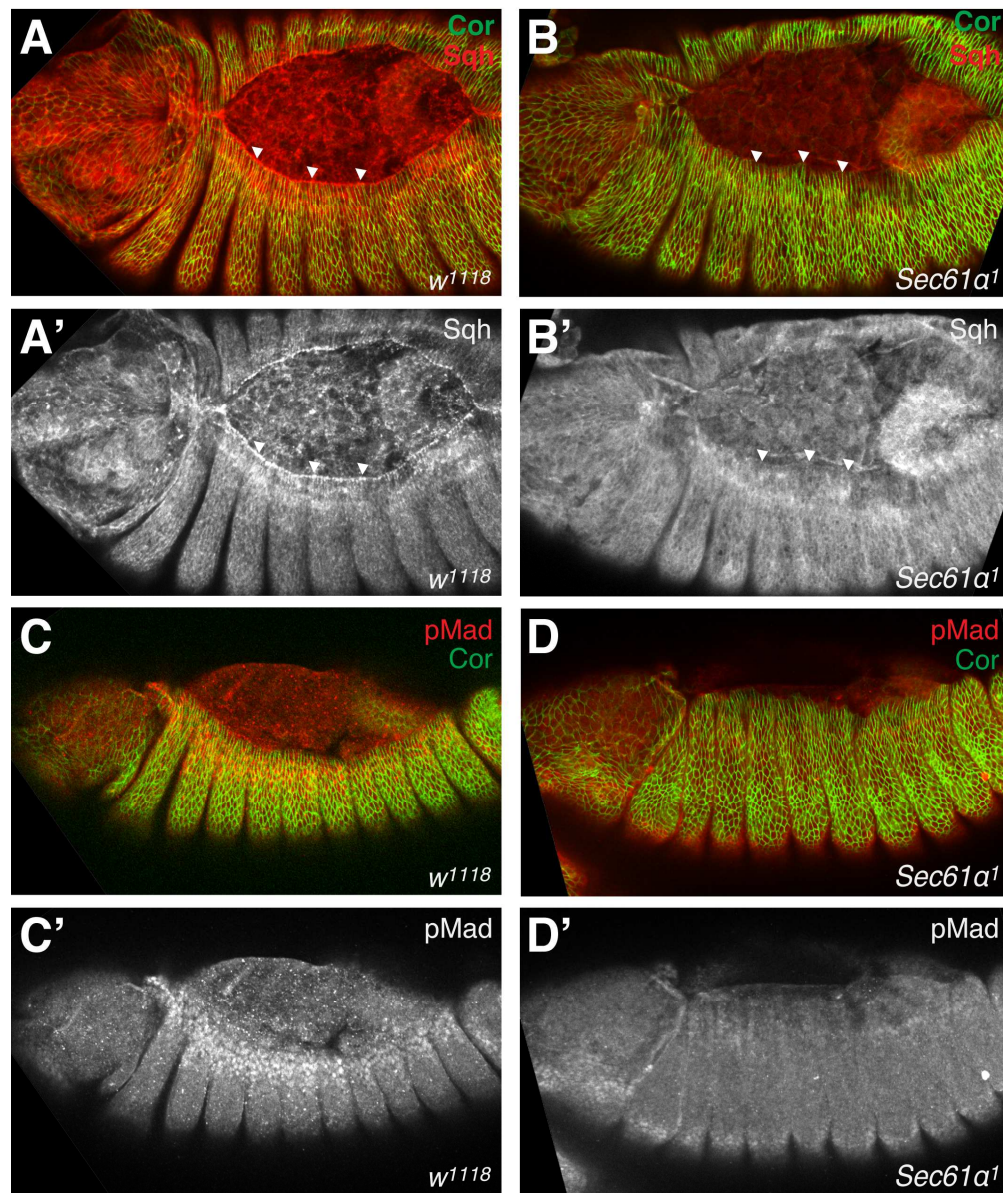 A
Cor
Sqh
w1118
B
Cor
Sqh
Sec61α1
A’
Sqh
w1118
B’
Sqh
Sec61α1
C
pMad
Cor
w1118
D
pMad
Cor
Sec61α1
C’
pMad
w1118
D’
pMad
Sec61α1